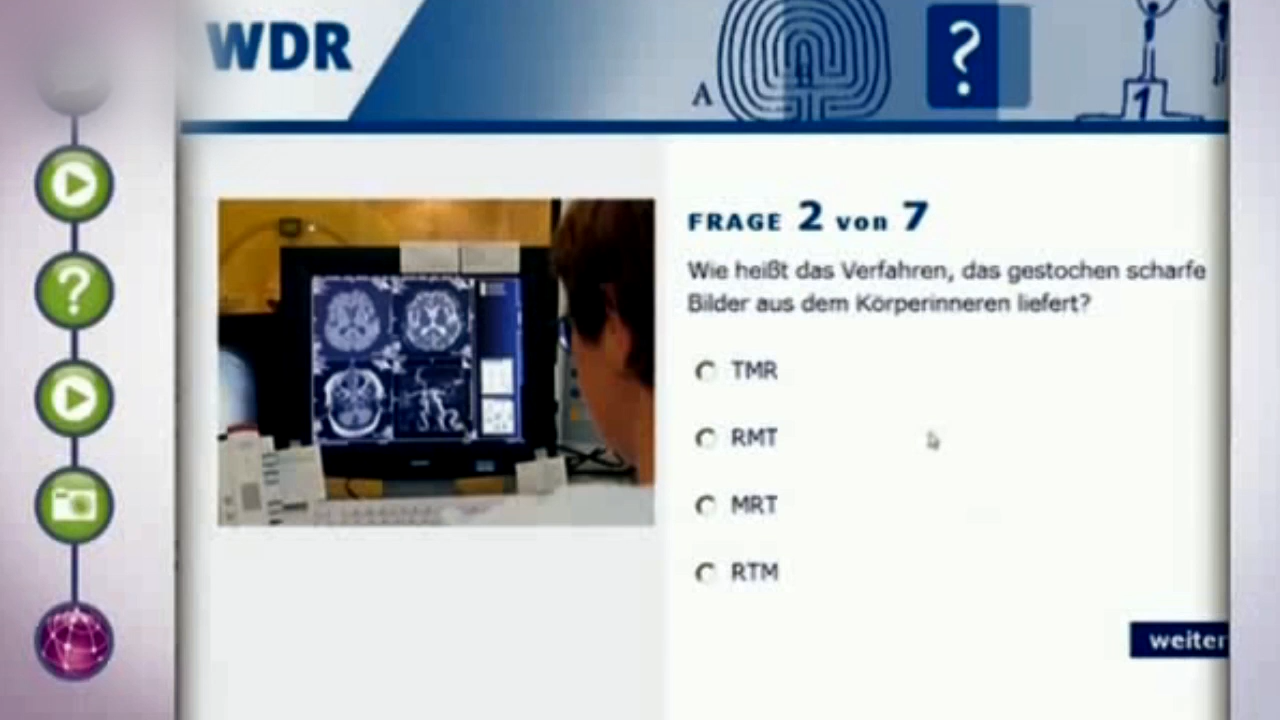 WDR
A
?
1
?
FRAGE 2 von 7
Wie heißt das Verfahren, das gestochen scharfe
Bilder aus dem Körperinneren liefert?
TMR
RMT
MRT
RTM
weiter